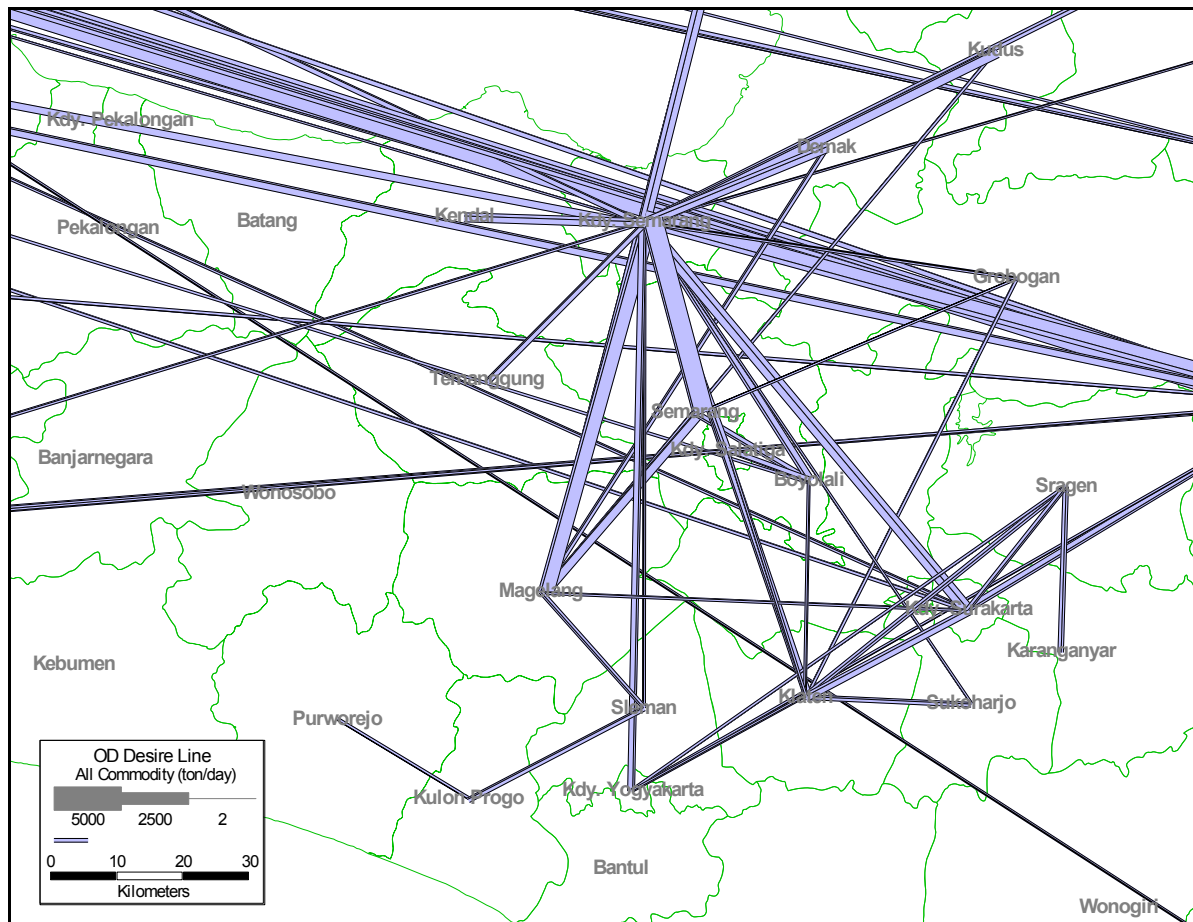 Kudus
Kdy. Pekalongan
Demak
Pekalongan
Batang
Kendal
Kdy. Semarang
Grobogan
Temanggung
Semarang
Banjarnegara
Kdy. Salatiga
Boyolali
Wonosobo
Sragen
Magelang
Kdy. Surakarta
Kebumen
Karanganyar
Purworejo
Sleman
Klaten
Sukoharjo
OD Desire Line
All Commodity (ton/day)
5000 2500 2
0 10 20 30
Kilometers
Kulon Progo
Kdy. Yogyakarta
Bantul
Wonogiri